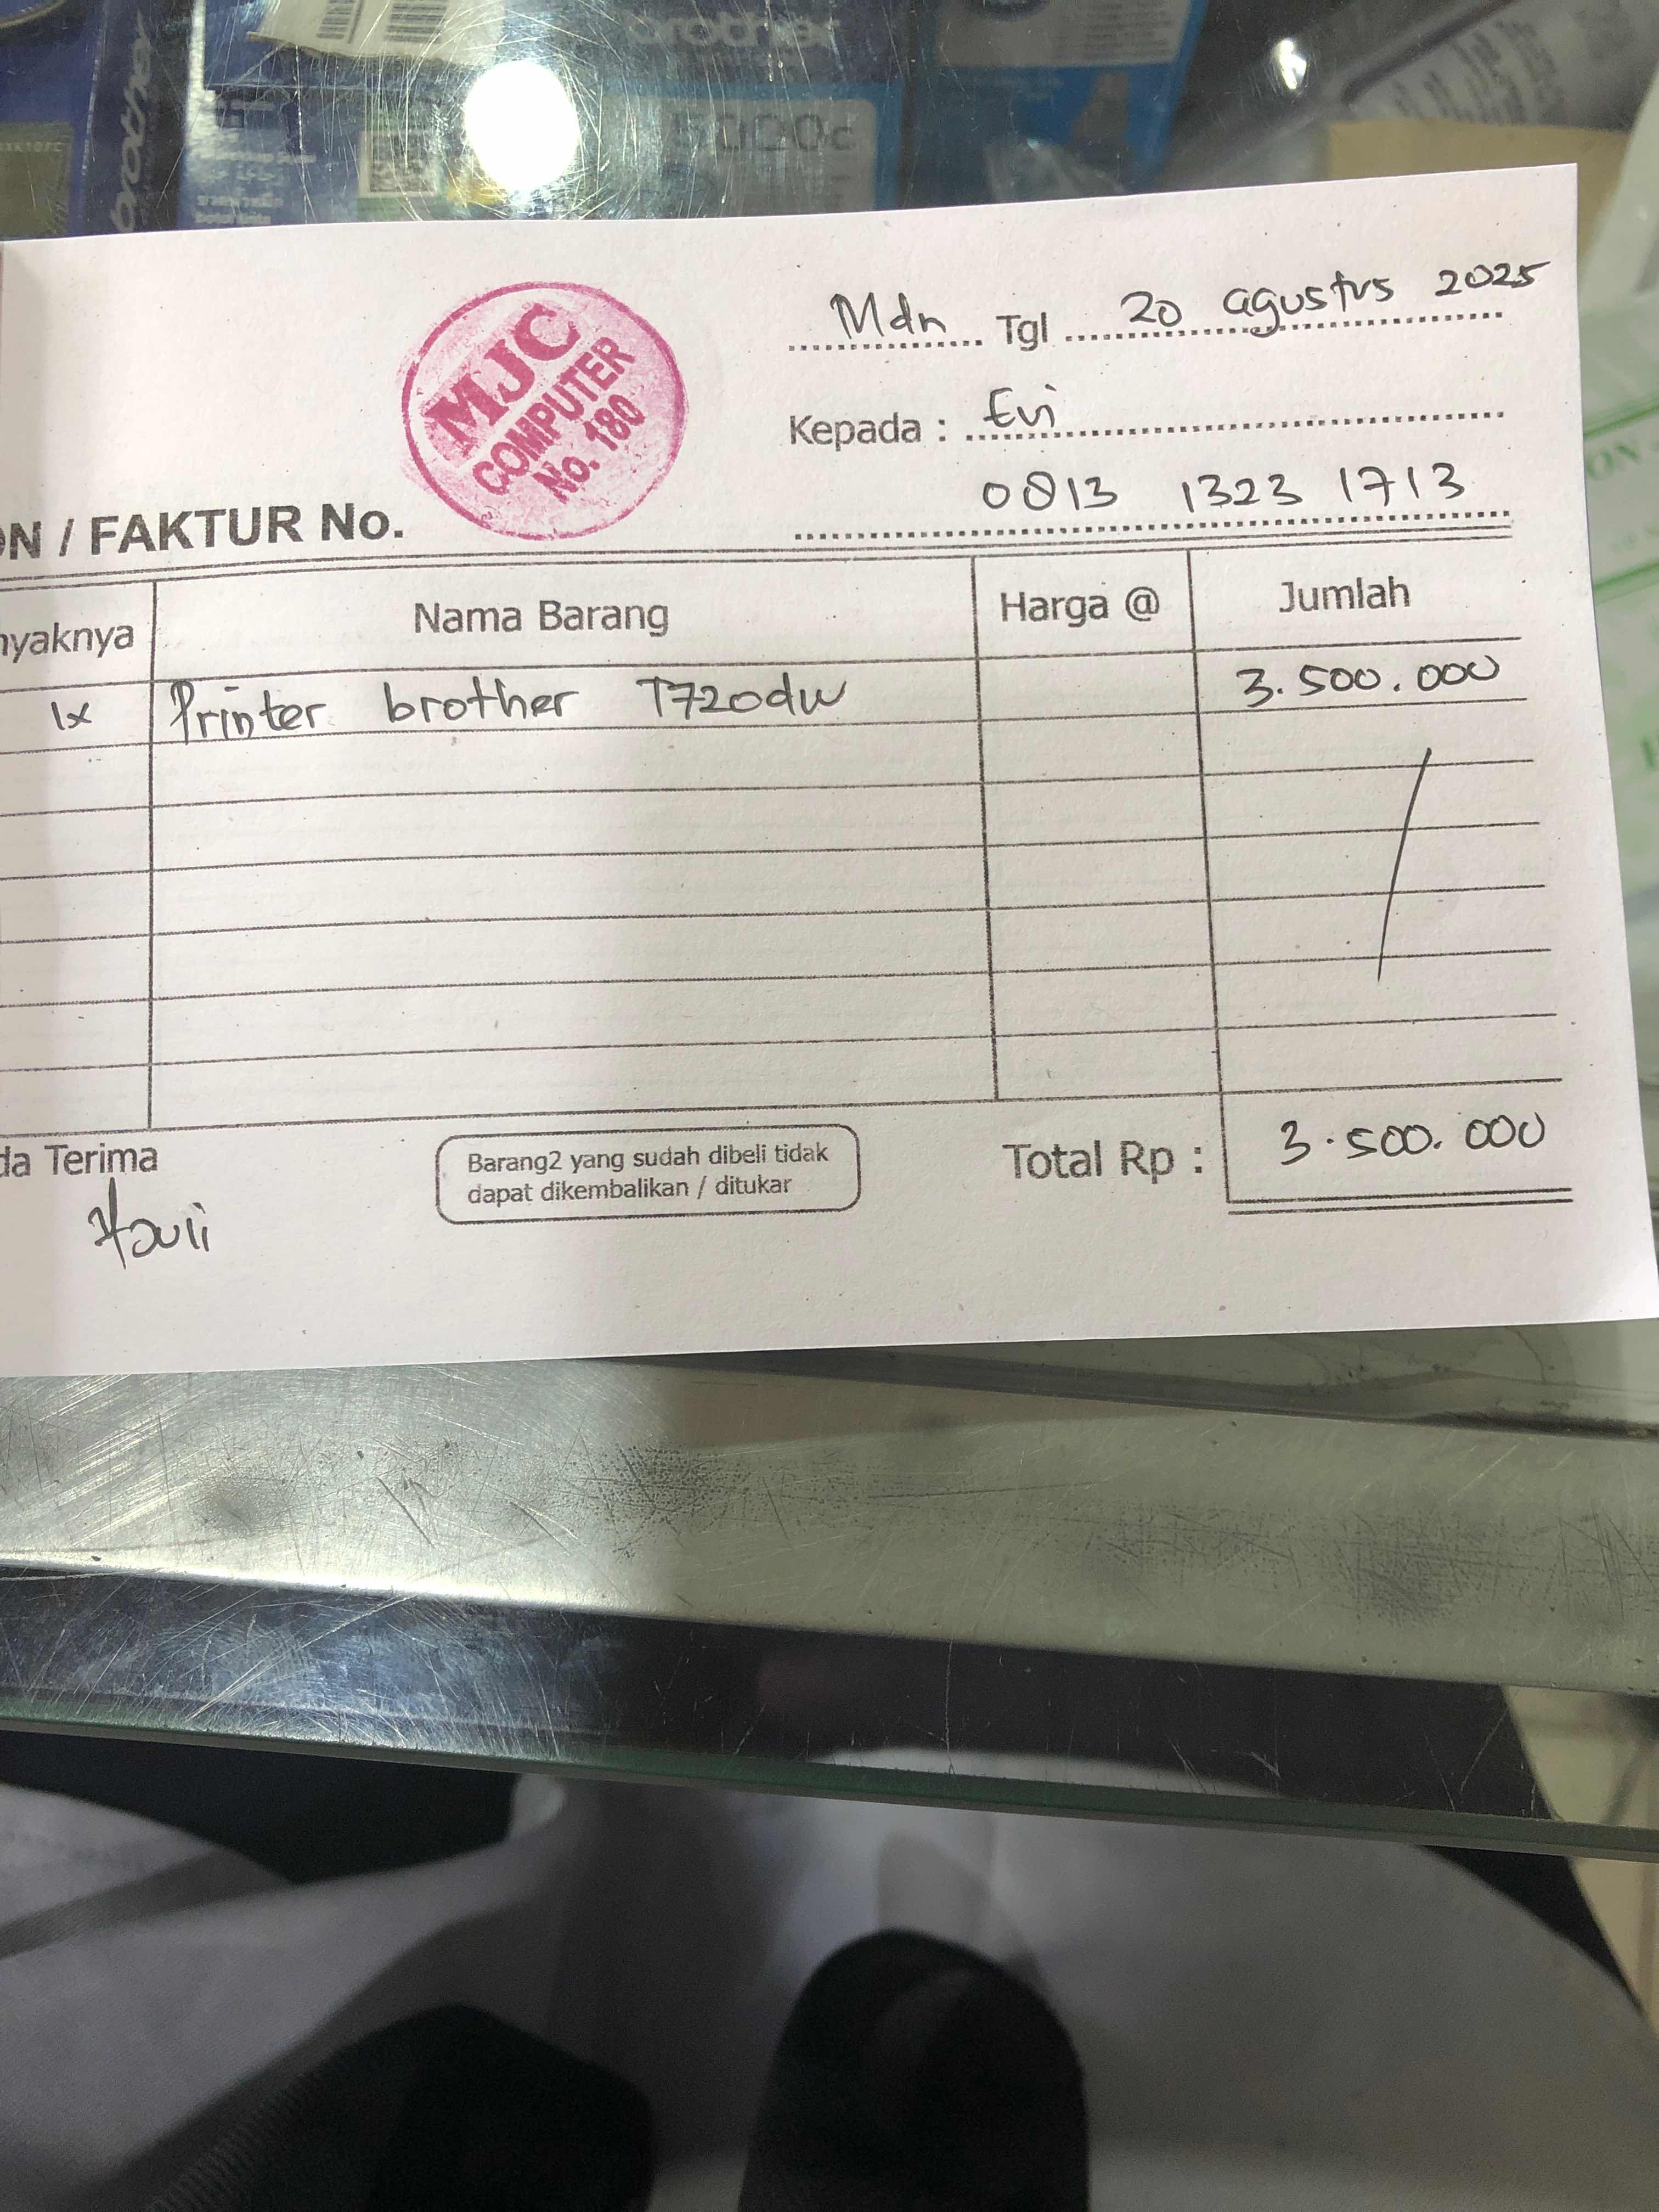 brother
5000c
MJC
COMPUTER
No. 180
Mdn Tgl 20 agustus 2025
Kepada : Evi
0813 1323 1713
ON / FAKTUR No.
nyaknya Nama Barang Harga @ Jumlah
1x Printer brother T720dw 3.500.000
da Terima
Barang2 yang sudah dibeli tidak
dapat dikembalikan / ditukar
Total Rp : 3.500.000